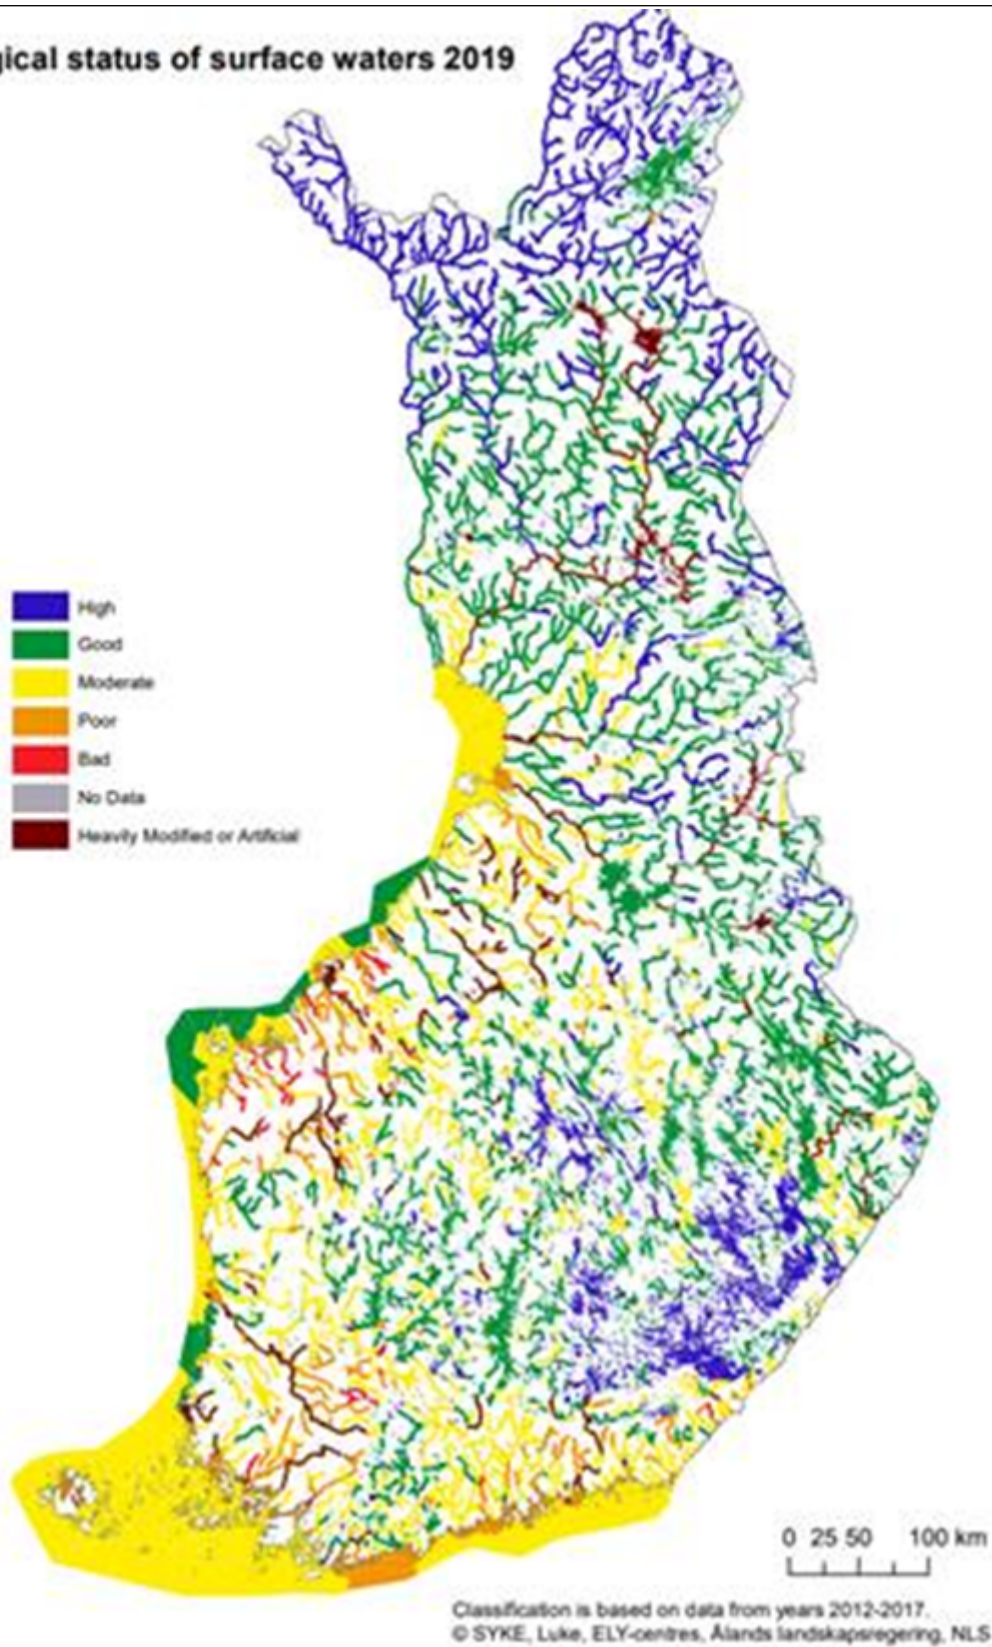 gical status of surface waters 2019
High
Good
Moderate
Poor
Bad
No Data
Heavily Modified or Artificial
0 25 50 100 km
Classification is based on data from years 2012-2017.
© SYKE, Luke, ELY-centres, Ålands landskapsregering, NLS